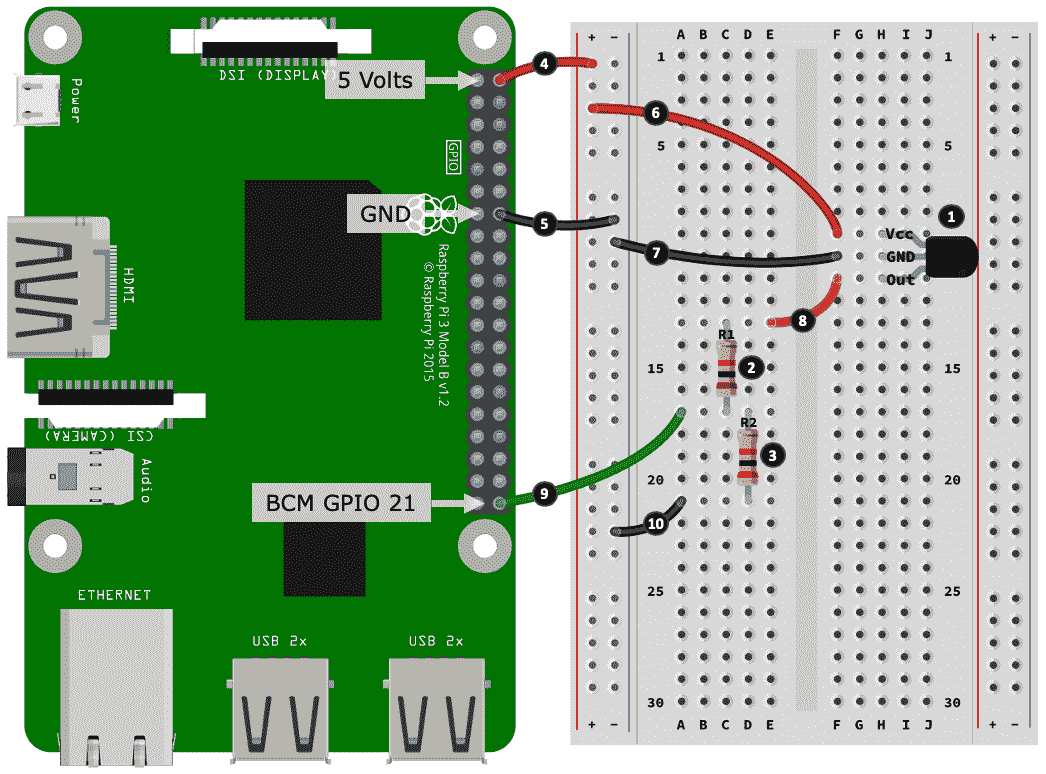 DSI (DISPLAY)
5 Volts
Power
GPIO
GND
HDMI
Raspberry Pi 3 Model B v1.2
© Raspberry Pi 2015
CSI (CAMERA)
Audio
BCM GPIO 21
ETHERNET
USB 2x
USB 2x
4
5
9
+ − A B C D E F G H I J + −
1 1
6
5 5
1
Vcc
GND
Out
7
8
R1
15 15
2
R2
3
20 20
10
25 25
30 30
+ − A B C D E F G H I J + −